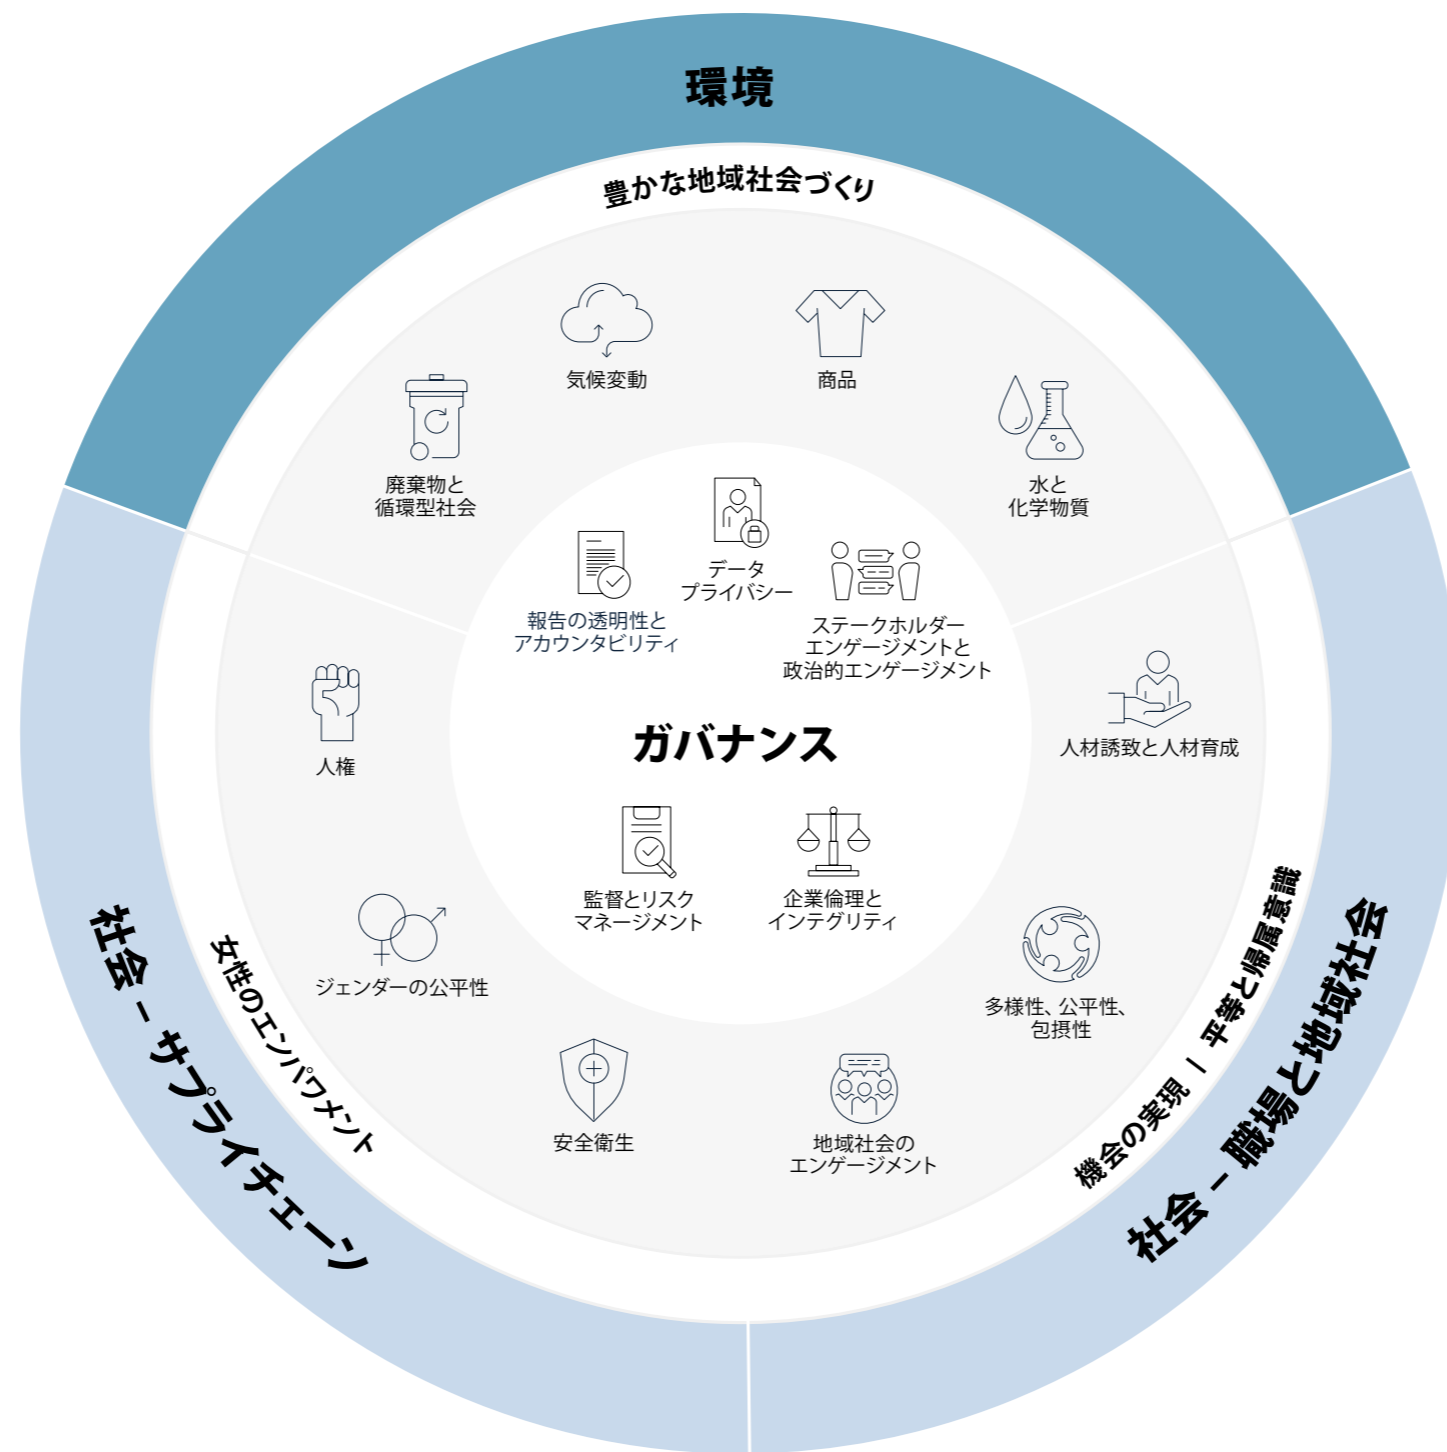 環境
豊かな地域社会づくり
気候変動
商品
廃棄物と
循環型社会
水と
化学物質
データ
プライバシー
報告の透明性と
アカウンタビリティ
ステークホルダー
エンゲージメントと
政治的エンゲージメント
ガバナンス
監督とリスク
マネージメント
企業倫理と
インテグリティ
人権
ジェンダーの公平性
安全衛生
女性のエンパワメント
社会 – サプライチェーン
人材誘致と人材育成
多様性、公平性、
包摂性
地域社会の
エンゲージメント
機会の実現 | 平等と帰属意識
社会 – 職場と地域社会